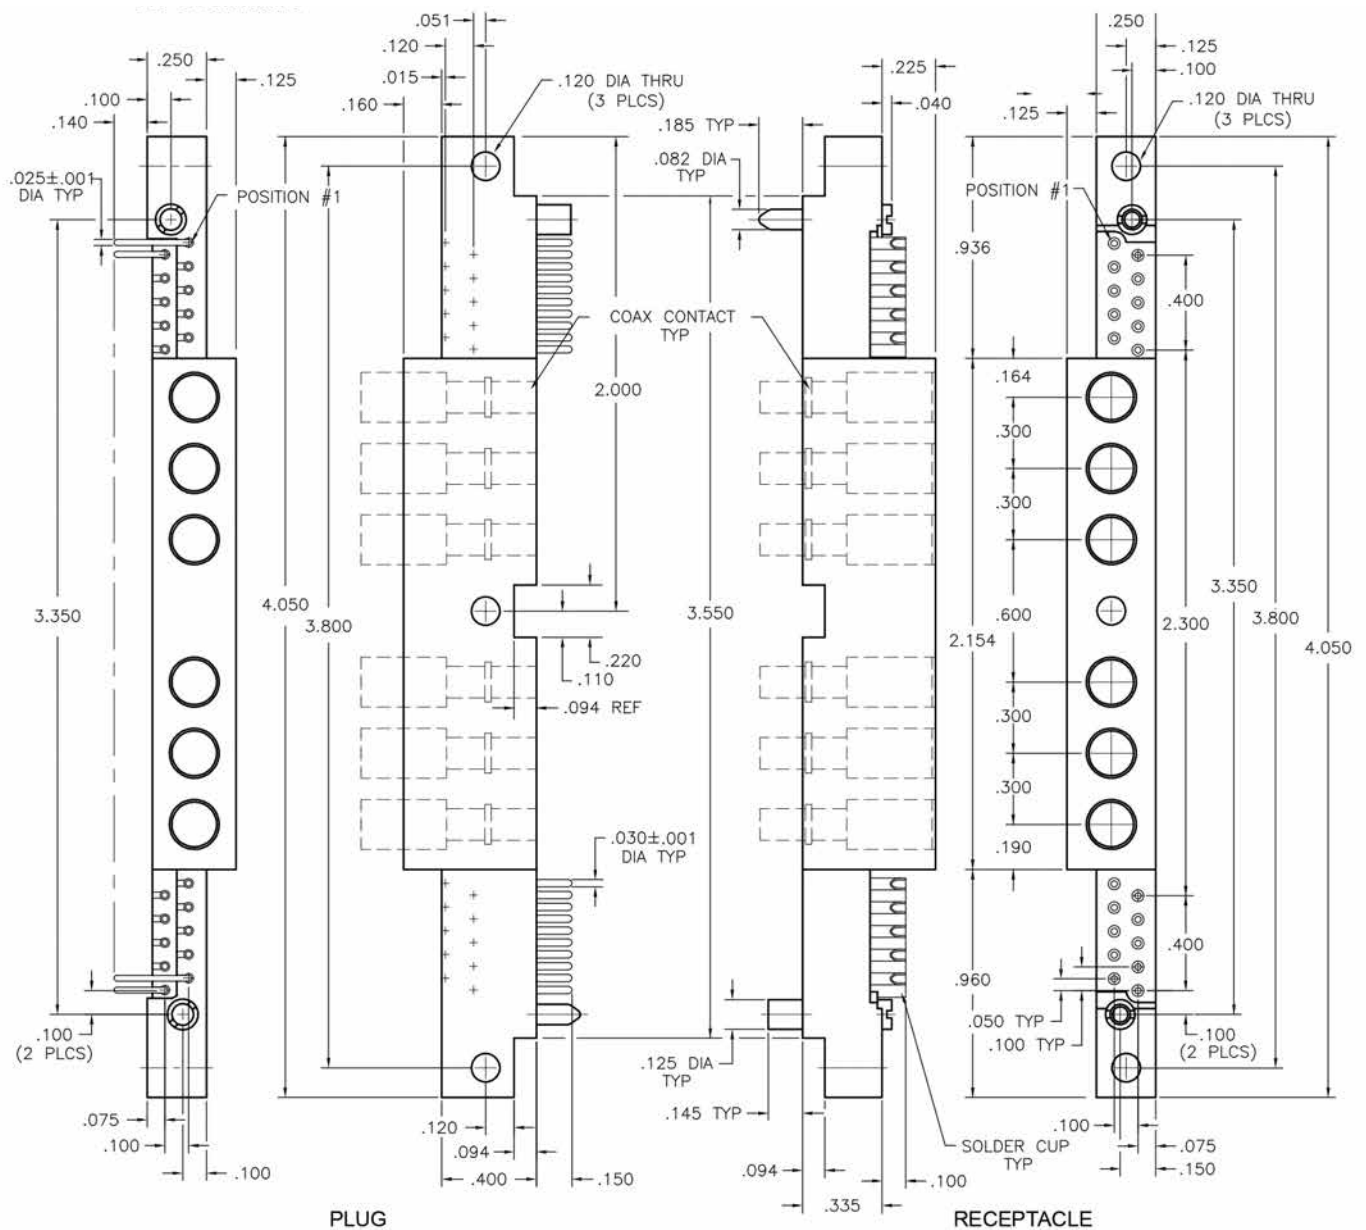 .051
.120
.015
.160
.250
.125
.100
.140
.120 DIA THRU
(3 PLCS)
.225
.040
.185 TYP
.082 DIA
TYP
.250
.125
.100
.125
.120 DIA THRU
(3 PLCS)
.025±.001
DIA TYP
POSITION #1
POSITION #1
.936
.400
COAX CONTACT
TYP
2.000
.164
.300
.300
3.350
4.050
3.800
3.550
.600
2.154
3.350
2.300
3.800
4.050
.220
.110
.094 REF
.300
.300
.190
.030±.001
DIA TYP
.400
.960
.100
(2 PLCS)
.050 TYP
.100 TYP
.100
(2 PLCS)
.125 DIA
TYP
.145 TYP
.075
.100
.100
.120
.094
.400
.150
SOLDER CUP
TYP
.094
.335
.100
.100
.075
.150
PLUG
RECEPTACLE